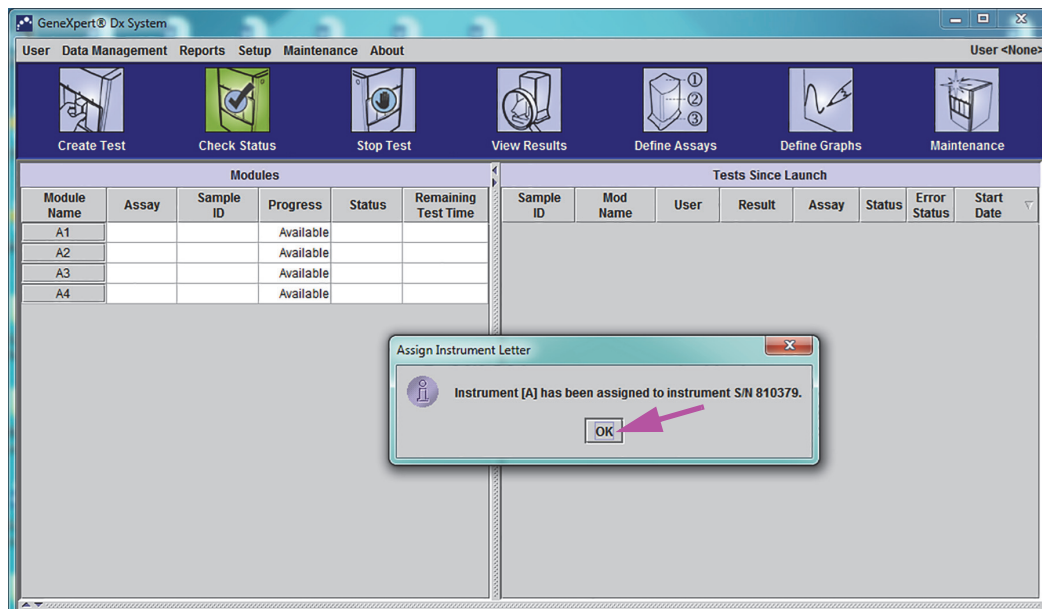 GeneXpert® Dx System
User Data Management Reports Setup Maintenance About User <None>
Create Test Check Status Stop Test View Results Define Assays Define Graphs Maintenance
1
2
3
Modules
Module Name Assay Sample ID Progress Status Remaining Test Time
A1 Available
A2 Available
A3 Available
A4 Available
Tests Since Launch
Sample ID Mod Name User Result Assay Status Error Status Start Date
Assign Instrument Letter
Instrument [A] has been assigned to instrument S/N 810379.
OK